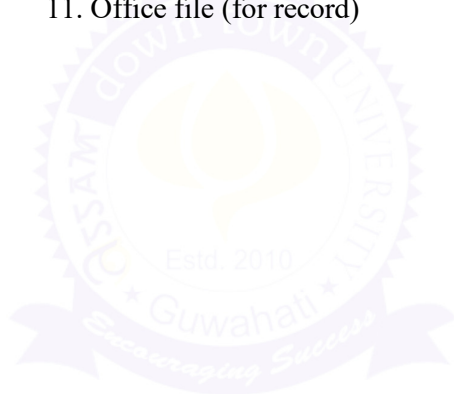 11. Office file (for record)
ASSAM down town UNIVERSITY
Estd. 2010
★ Guwahati ★
Encouraging Success